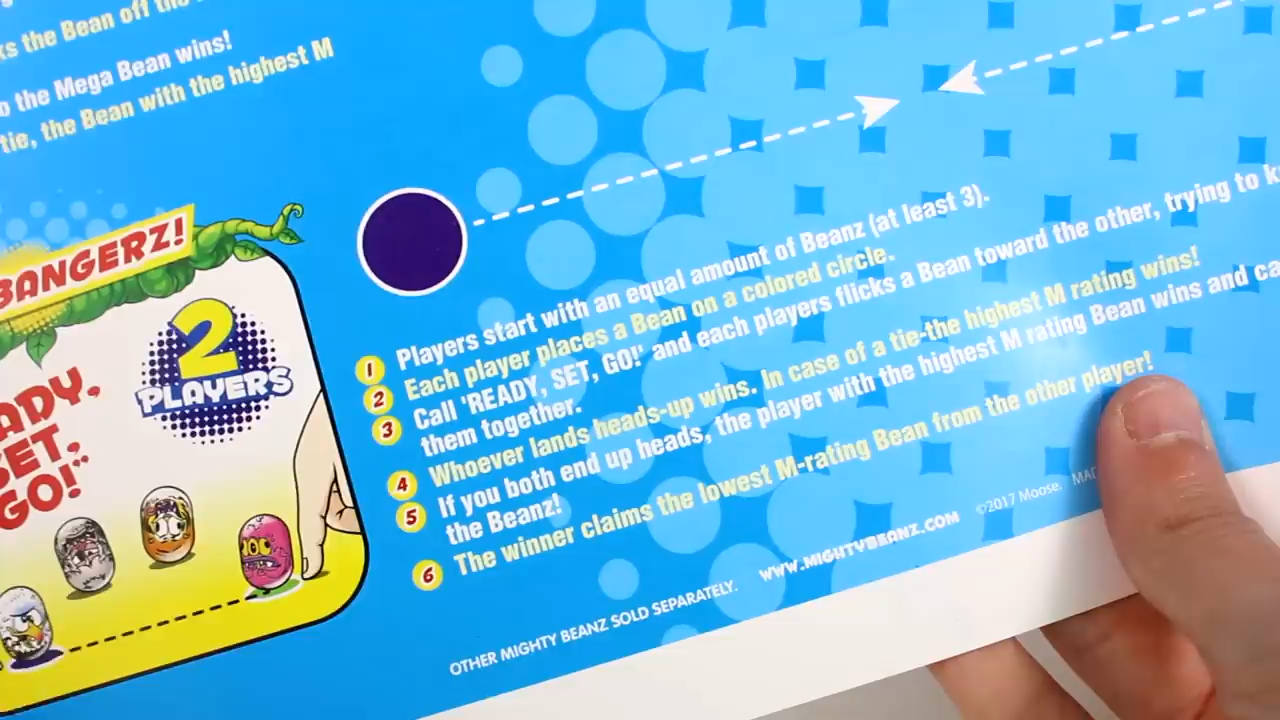 the Bean off the
the Mega Bean wins!
tie, the Bean with the highest M
BANGERZ!
2
PLAYERS
GO!"
1 Players start with an equal amount of Beanz (at least 3).
2 Each player places a Bean on a colored circle.
3 Call 'READY, SET, GO!' and each players flicks a Bean toward the other, trying to
them together.
4 Whoever lands heads-up wins. In case of a tie-the highest M rating wins!
5 If you both end up heads, the player with the highest M rating Bean wins and
the Beanz!
6 The winner claims the lowest M-rating Bean from the other player!
OTHER MIGHTY BEANZ SOLD SEPARATELY. WWW.MIGHTYBEANZ.COM ©2017 Moose.